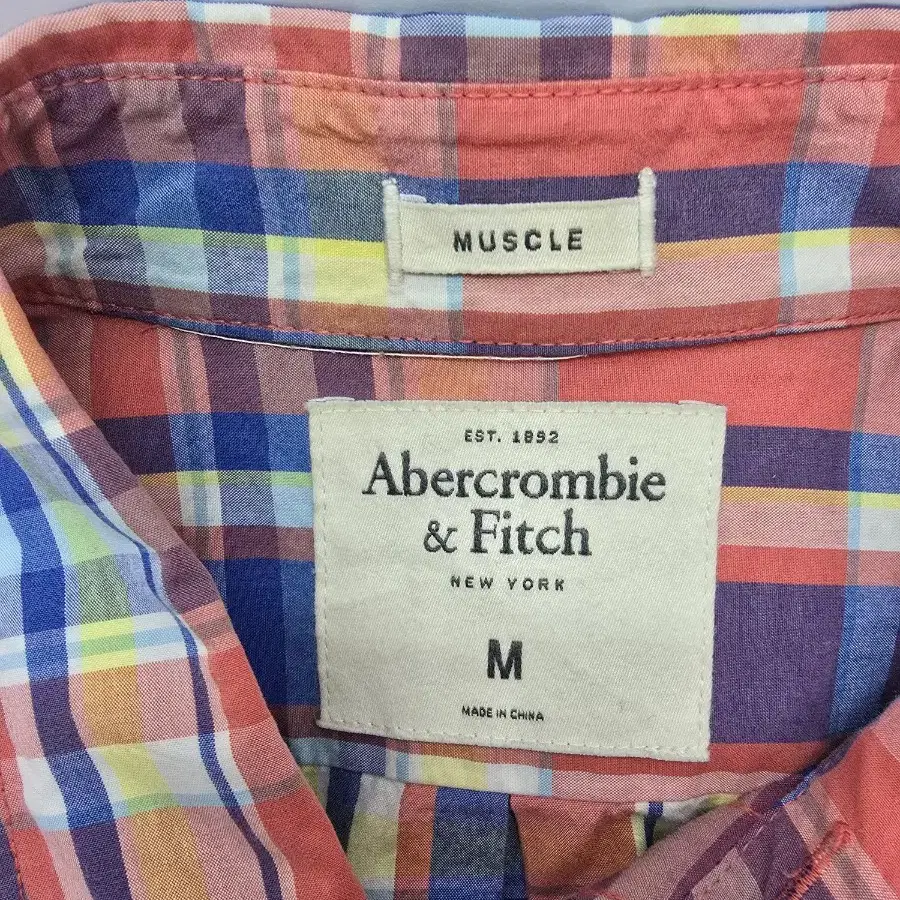 MUSCLE
EST. 1892
Abercrombie
& Fitch
NEW YORK
M
MADE IN CHINA